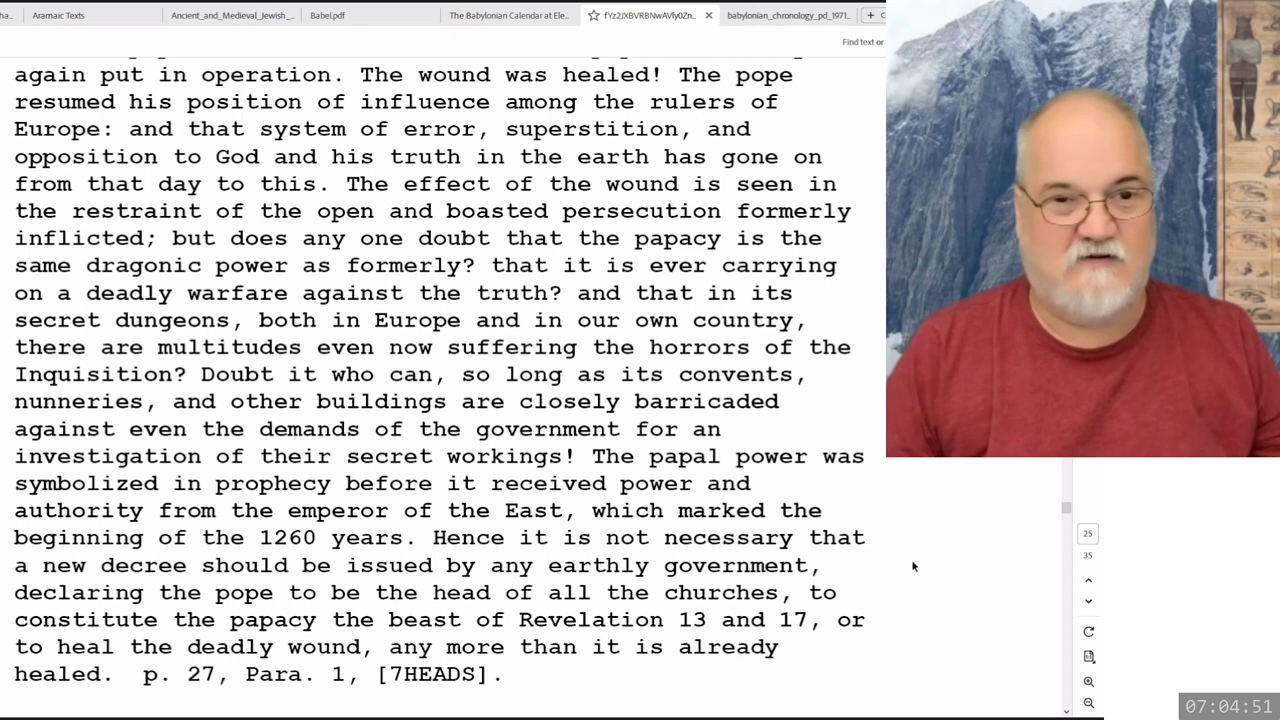 Aramaic Texts
Ancient_and_Medieval_Jewish_...
Babel.pdf
The Babylonian Calendar at Ele...
fYz2JXBVRBNwAVly0Zn...
babylonian_chronology_pd_1971...
Find text or
again put in operation. The wound was healed! The pope
resumed his position of influence among the rulers of
Europe: and that system of error, superstition, and
opposition to God and his truth in the earth has gone on
from that day to this. The effect of the wound is seen in
the restraint of the open and boasted persecution formerly
inflicted; but does any one doubt that the papacy is the
same dragonic power as formerly? that it is ever carrying
on a deadly warfare against the truth? and that in its
secret dungeons, both in Europe and in our own country,
there are multitudes even now suffering the horrors of the
Inquisition? Doubt it who can, so long as its convents,
nunneries, and other buildings are closely barricaded
against even the demands of the government for an
investigation of their secret workings! The papal power was
symbolized in prophecy before it received power and
authority from the emperor of the East, which marked the
beginning of the 1260 years. Hence it is not necessary that
a new decree should be issued by any earthly government,
declaring the pope to be the head of all the churches, to
constitute the papacy the beast of Revelation 13 and 17, or
to heal the deadly wound, any more than it is already
healed. p. 27, Para. 1, [7HEADS].
25
35
07:04:51